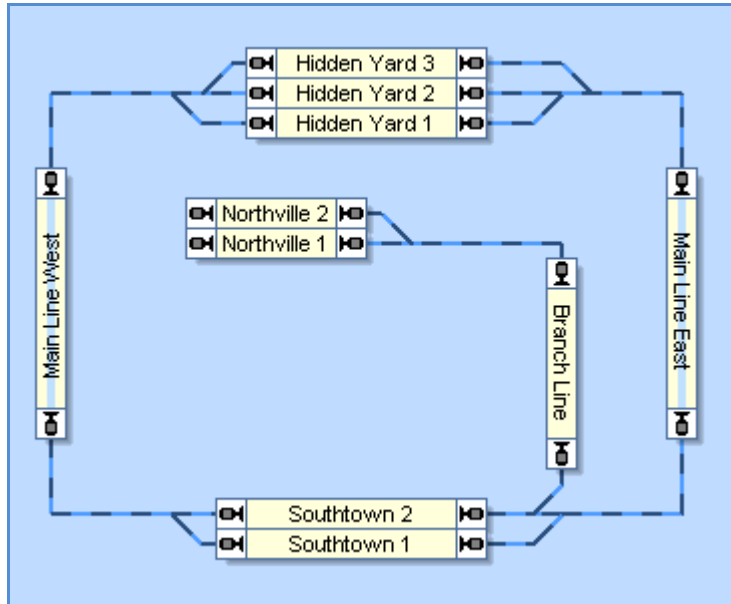 Hidden Yard 3
Hidden Yard 2
Hidden Yard 1
Northville 2
Northville 1
Main Line West
Branch Line
Main Line East
Southtown 2
Southtown 1